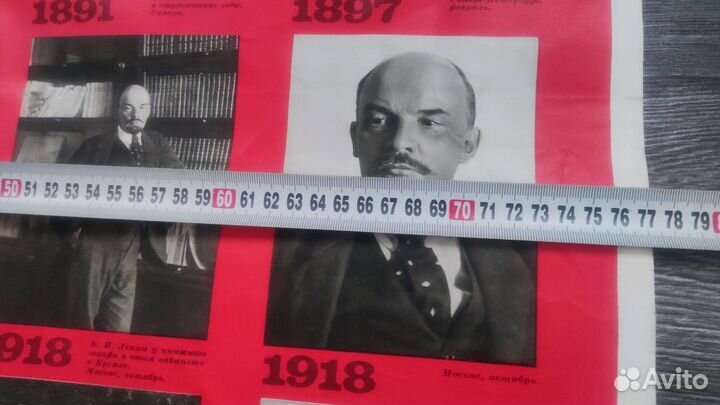 1891
в студенческие годы.
Самара.
1897
Санкт-Петербург,
февраль.
50 51 52 53 54 55 56 57 58 59 60 61 62 63 64 65 66 67 68 69 70 71 72 73 74 75 76 77 78 79
918
В. И. Ленин у книжного
шкафа в своем кабинете
в Кремле.
Москва, октябрь.
1918
Москва, октябрь.
Avito